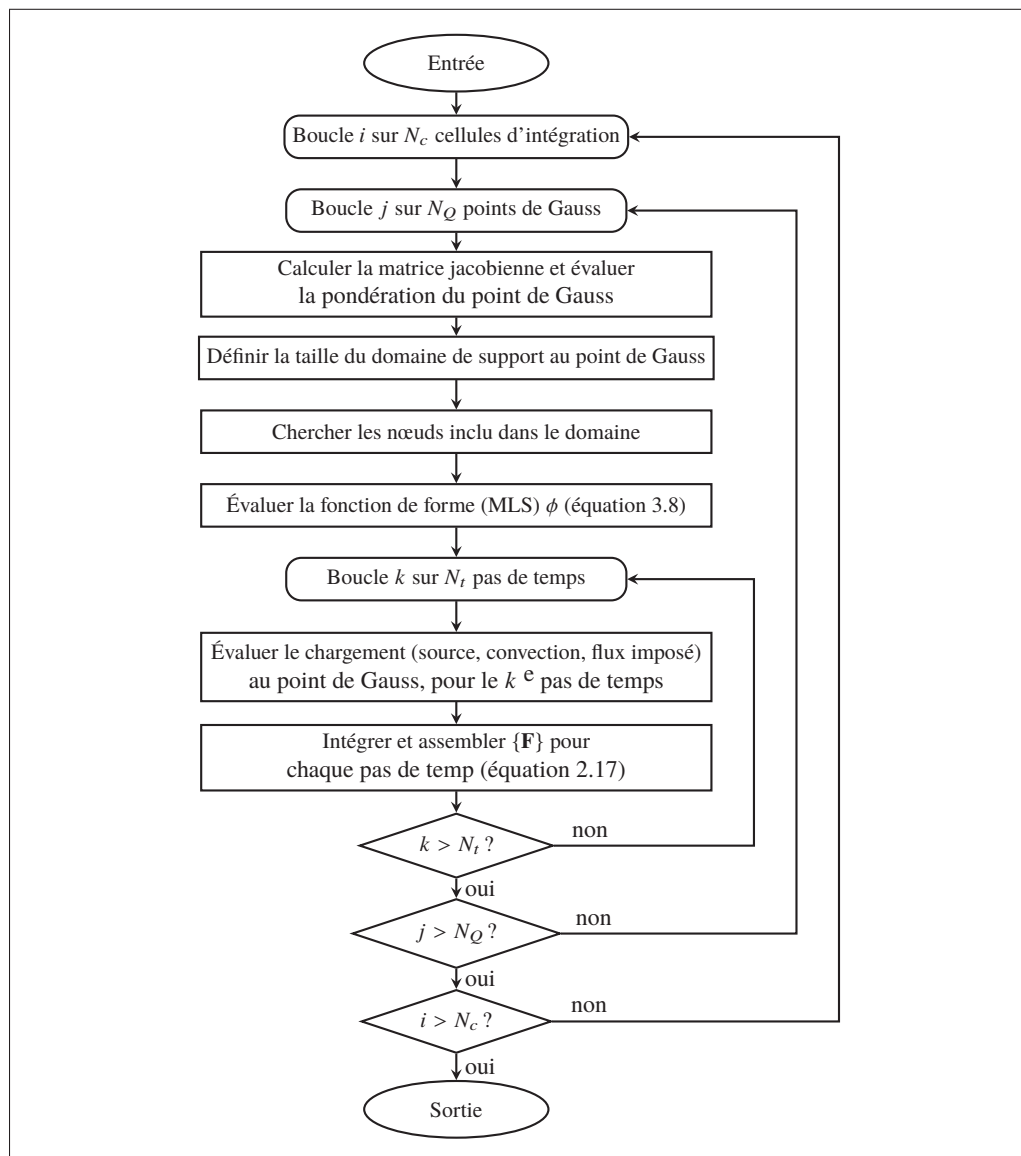 Entrée
Boucle i sur N_c cellules d'intégration
Boucle j sur N_Q points de Gauss
Calculer la matrice jacobienne et évaluer
la pondération du point de Gauss
Définir la taille du domaine de support au point de Gauss
Chercher les nœuds inclu dans le domaine
Évaluer la fonction de forme (MLS) ϕ (équation 3.8)
Boucle k sur N_t pas de temps
Évaluer le chargement (source, convection, flux imposé)
au point de Gauss, pour le k e pas de temps
Intégrer et assembler {F} pour
chaque pas de temp (équation 2.17)
k > N_t ?
non
oui
j > N_Q ?
non
oui
i > N_c ?
non
oui
Sortie